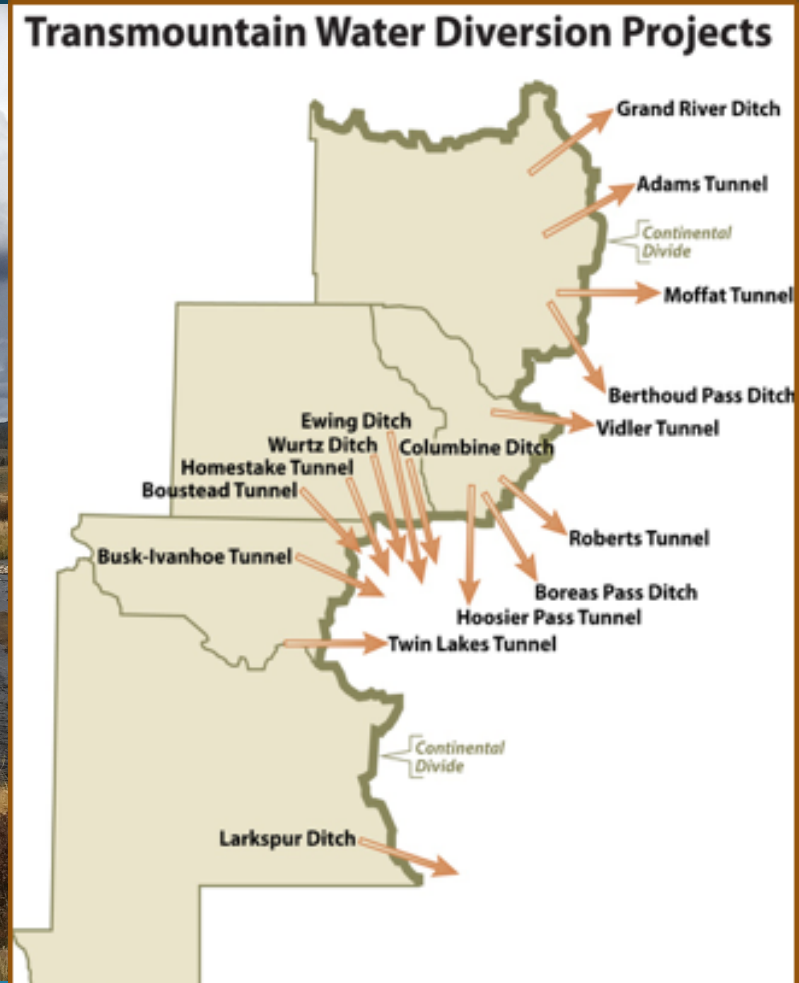 Transmountain Water Diversion Projects
Grand River Ditch
Adams Tunnel
Continental
Divide
Moffat Tunnel
Berthoud Pass Ditch
Vidler Tunnel
Ewing Ditch
Wurtz Ditch
Columbine Ditch
Homestake Tunnel
Boustead Tunnel
Roberts Tunnel
Busk-Ivanhoe Tunnel
Boreas Pass Ditch
Hoosier Pass Tunnel
Twin Lakes Tunnel
Continental
Divide
Larkspur Ditch